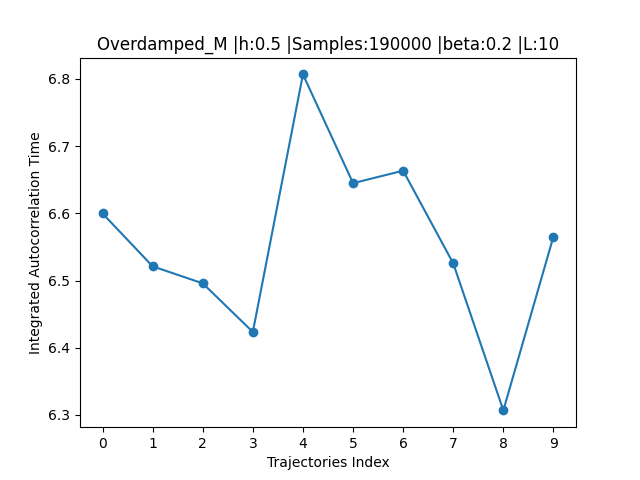 Overdamped_M |h:0.5 |Samples:190000 |beta:0.2 |L:10
6.8
6.7
6.6
6.5
6.4
6.3
Integrated Autocorrelation Time
0 1 2 3 4 5 6 7 8 9
Trajectories Index